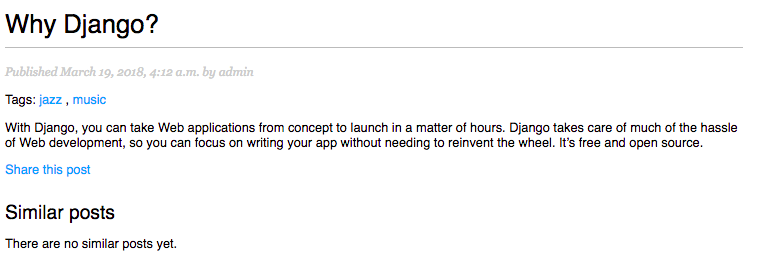 Why Django?
Published March 19, 2018, 4:12 a.m. by admin
Tags: jazz , music
With Django, you can take Web applications from concept to launch in a matter of hours. Django takes care of much of the hassle
of Web development, so you can focus on writing your app without needing to reinvent the wheel. It’s free and open source.
Share this post
Similar posts
There are no similar posts yet.